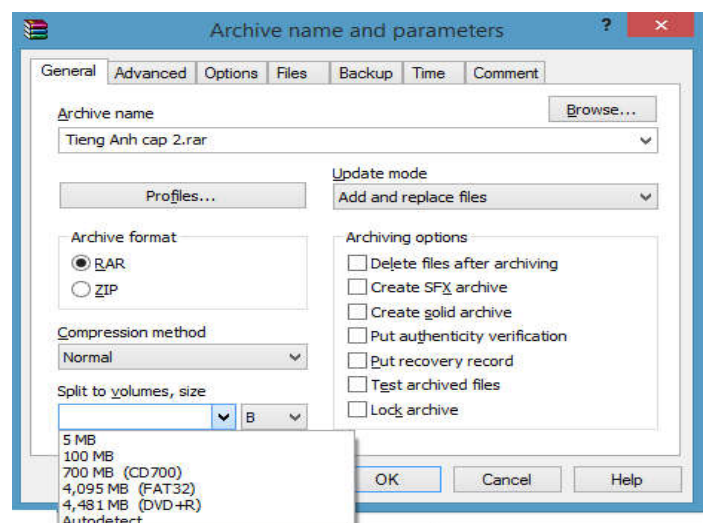 Archive name and parameters ?
General Advanced Options Files Backup Time Comment
Archive name
Browse...
Tieng Anh cap 2.rar
Profiles...
Update mode
Add and replace files
Archive format
RAR
ZIP
Compression method
Normal
Split to volumes, size
B
5 MB
100 MB
700 MB (CD700)
4,095 MB (FAT32)
4,481 MB (DVD+R)
Autodetect
Archiving options
Delete files after archiving
Create SFX archive
Create solid archive
Put authenticity verification
Put recovery record
Test archived files
Lock archive
OK Cancel Help